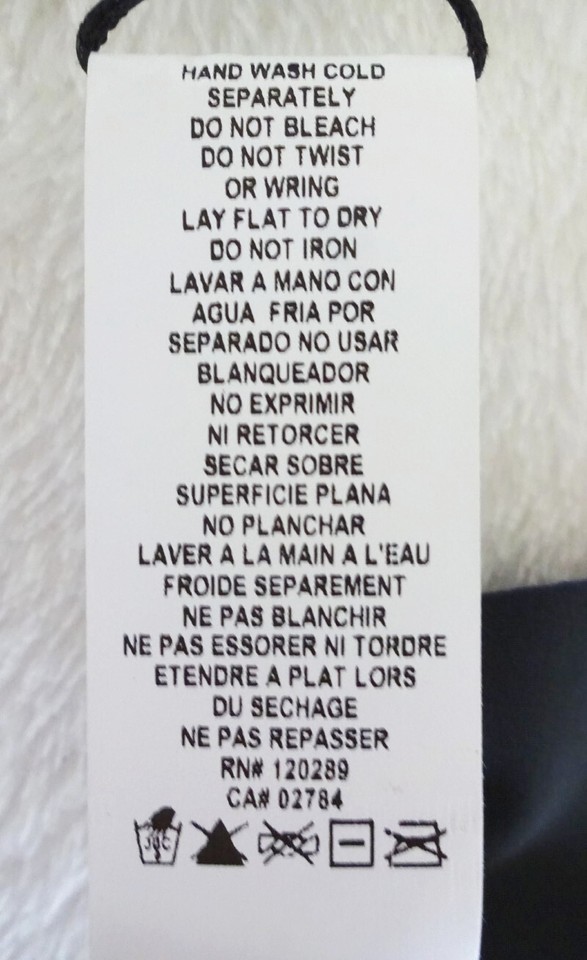 HAND WASH COLD
SEPARATELY
DO NOT BLEACH
DO NOT TWIST
OR WRING
LAY FLAT TO DRY
DO NOT IRON
LAVAR A MANO CON
AGUA FRIA POR
SEPARADO NO USAR
BLANQUEADOR
NO EXPRIMIR
NI RETORCER
SECAR SOBRE
SUPERFICIE PLANA
NO PLANCHAR
LAVER A LA MAIN A L'EAU
FROIDE SEPAREMENT
NE PAS BLANCHIR
NE PAS ESSORER NI TORDRE
ETENDRE A PLAT LORS
DU SECHAGE
NE PAS REPASSER
RN# 120289
CA# 02784